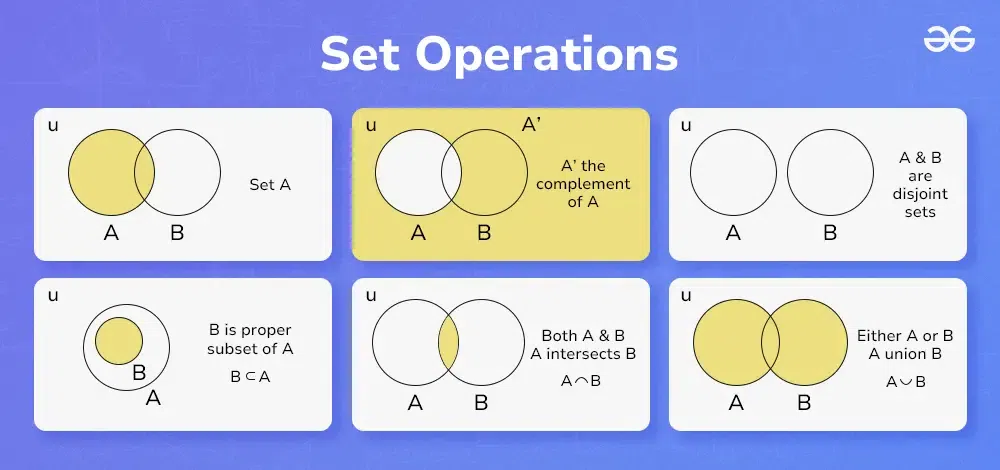 Set Operations
u
Set A
A B
u
A’
A’ the
complement
of A
A B
u
A & B
are
disjoint
sets
A B
u
B is proper
subset of A
B ⊂ A
B
A
u
Both A & B
A intersects B
A ⌒ B
A B
u
Either A or B
A union B
A ◡ B
A B